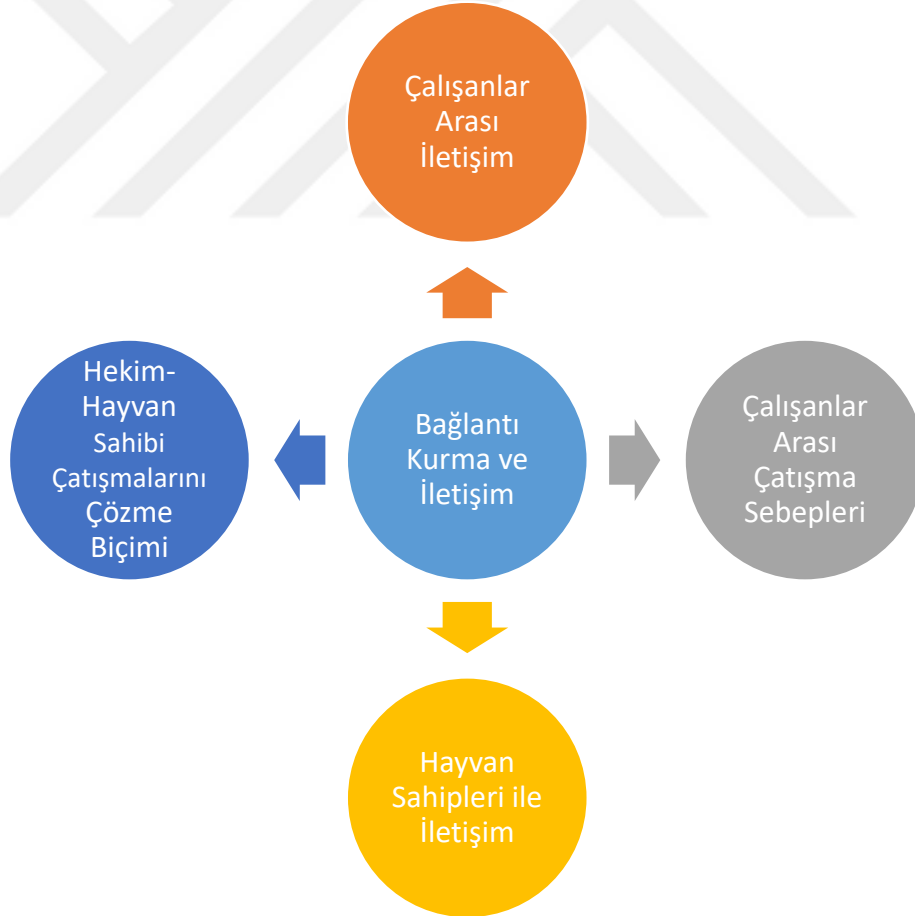 Çalışanlar
Arası
İletişim
Hekim-
Hayvan
Sahibi
Çatışmalarını
Çözme
Biçimi
Bağlantı
Kurma ve
İletişim
Çalışanlar
Arası
Çatışma
Sebepleri
Hayvan
Sahipleri ile
İletişim